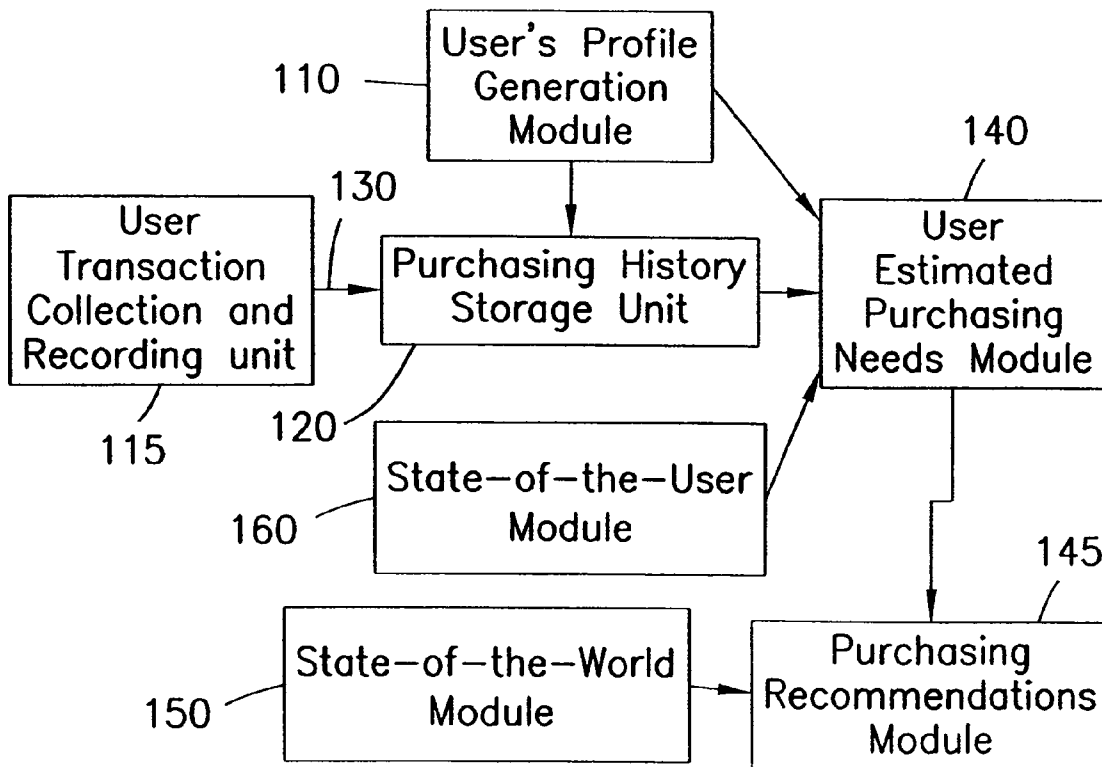 User's Profile
Generation
Module
110
140
130
User
Transaction
Collection and
Recording unit
115
Purchasing History
Storage Unit
120
User
Estimated
Purchasing
Needs Module
State-of-the-User
Module
160
145
State-of-the-World
Module
150
Purchasing
Recommendations
Module